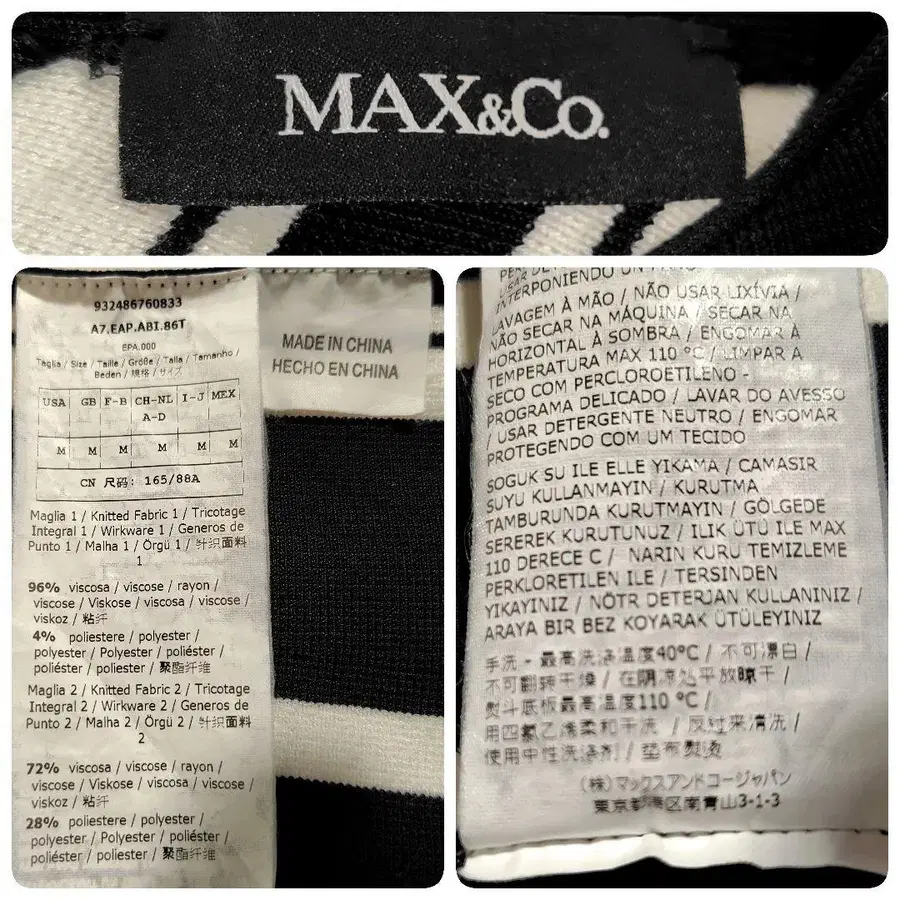 MAX&Co.
932486760833
A7.EAP.ABI.86T
EPA.000
Taglia / Size / Taille / Größe / Talla / Tamanho /
Beden / 規格 / サイズ
USA GB F-B CH-NL I-J MEX
A-D
M M M M M M
CN 尺码: 165/88A
Maglia 1 / Knitted Fabric 1 / Tricotage
Integral 1 / Wirkware 1 / Generos de
Punto 1 / Malha 1 / Örgü 1 / 针织面料
1
96% viscosa / viscose / rayon /
viscose / Viskose / viscosa / viscose /
viskoz / 粘纤
4% poliestere / polyester /
polyester / Polyester / poliéster /
poliéster / poliester / 聚酯纤维
Maglia 2 / Knitted Fabric 2 / Tricotage
Integral 2 / Wirkware 2 / Generos de
Punto 2 / Malha 2 / Örgü 2 / 针织面料
2
72% viscosa / viscose / rayon /
viscose / Viskose / viscosa / viscose /
viskoz / 粘纤
28% poliestere / polyester /
polyester / Polyester / poliéster /
poliéster / poliester / 聚酯纤维
MADE IN CHINA
HECHO EN CHINA
INTERPONIENDO UN
LAVAGEM À MÃO / NÃO USAR LIXÍVIA /
NÃO SECAR NA MÁQUINA / SECAR NA
HORIZONTAL À SOMBRA / ENGOMAR À
TEMPERATURA MAX 110 ºC / LIMPAR A
SECO COM PERCLOROETILENO -
PROGRAMA DELICADO / LAVAR DO AVESSO
/ USAR DETERGENTE NEUTRO / ENGOMAR
PROTEGENDO COM UM TECIDO
SOGUK SU ILE ELLE YIKAMA / CAMASIR
SUYU KULLANMAYIN / KURUTMA
TAMBURUNDA KURUTMAYIN / GÖLGEDE
SEREREK KURUTUNUZ / ILIK ÜTÜ ILE MAX
110 DERECE C / NARIN KURU TEMIZLEME
PERKLORETILEN ILE / TERSINDEN
YIKAYINIZ / NÖTR DETERJAN KULLANINIZ /
ARAYA BIR BEZ KOYARAK ÜTÜLEYINIZ
手洗 - 最高洗涤温度40ºC / 不可漂白 /
不可翻转干燥 / 在阴凉处平放晾干 /
熨斗底板最高温度110 ºC /
用四氯乙烯柔和干洗 / 反过来清洗 /
使用中性洗涤剂 / 垫布熨烫
(株)マックスアンドコージャパン
東京都港区南青山3-1-3